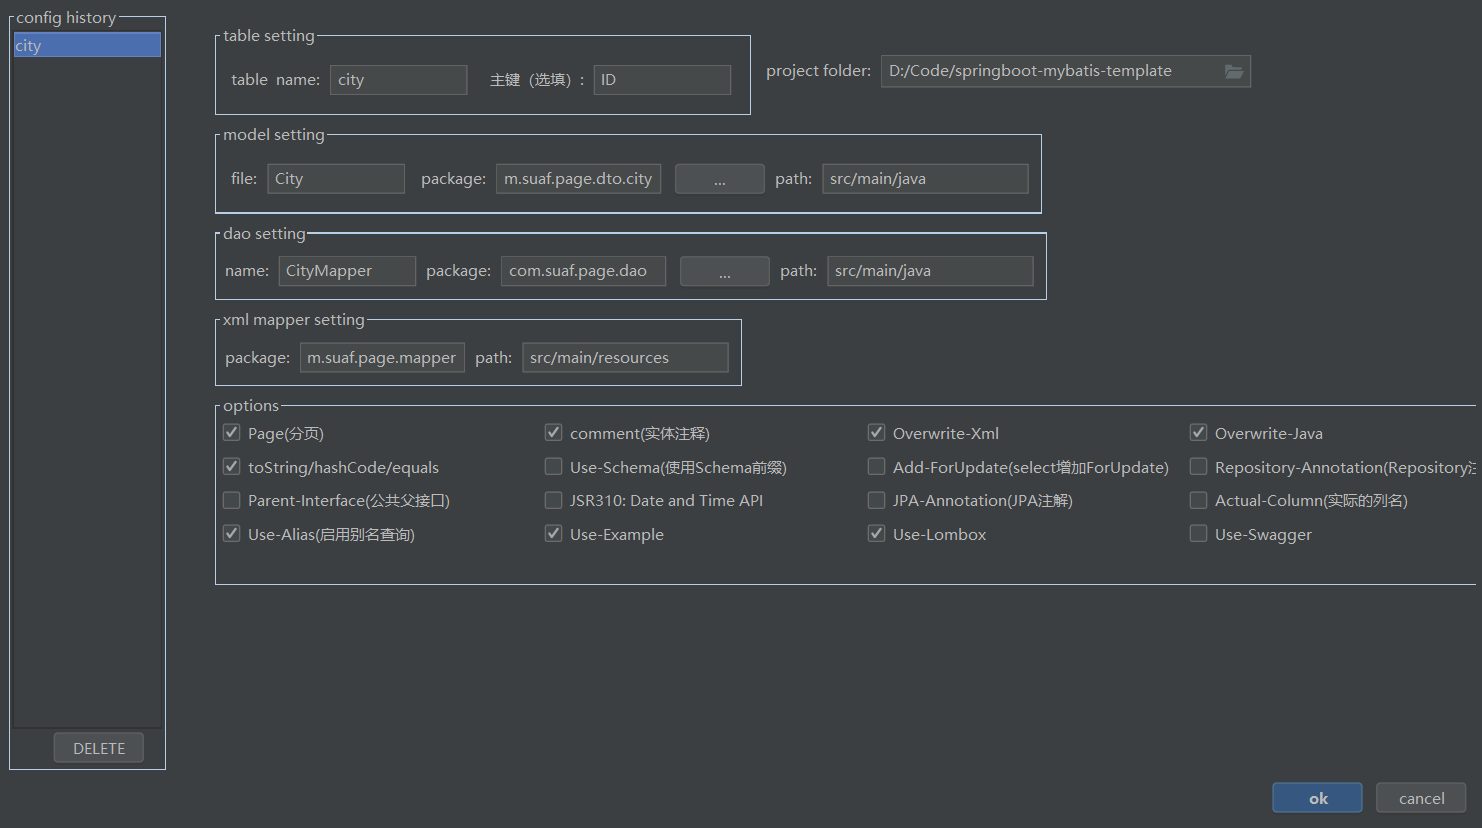 config history
city
DELETE
table setting
table name: city 主键（选填）: ID
project folder: D:/Code/springboot-mybatis-template
model setting
file: City package: m.suaf.page.dto.city ... path: src/main/java
dao setting
name: CityMapper package: com.suaf.page.dao ... path: src/main/java
xml mapper setting
package: m.suaf.page.mapper path: src/main/resources
options
Page(分页) comment(实体注释) Overwrite-Xml Overwrite-Java
toString/hashCode/equals Use-Schema(使用Schema前缀) Add-ForUpdate(select增加ForUpdate) Repository-Annotation(Repository注
Parent-Interface(公共父接口) JSR310: Date and Time API JPA-Annotation(JPA注解) Actual-Column(实际的列名)
Use-Alias(启用别名查询) Use-Example Use-Lombox Use-Swagger
ok cancel